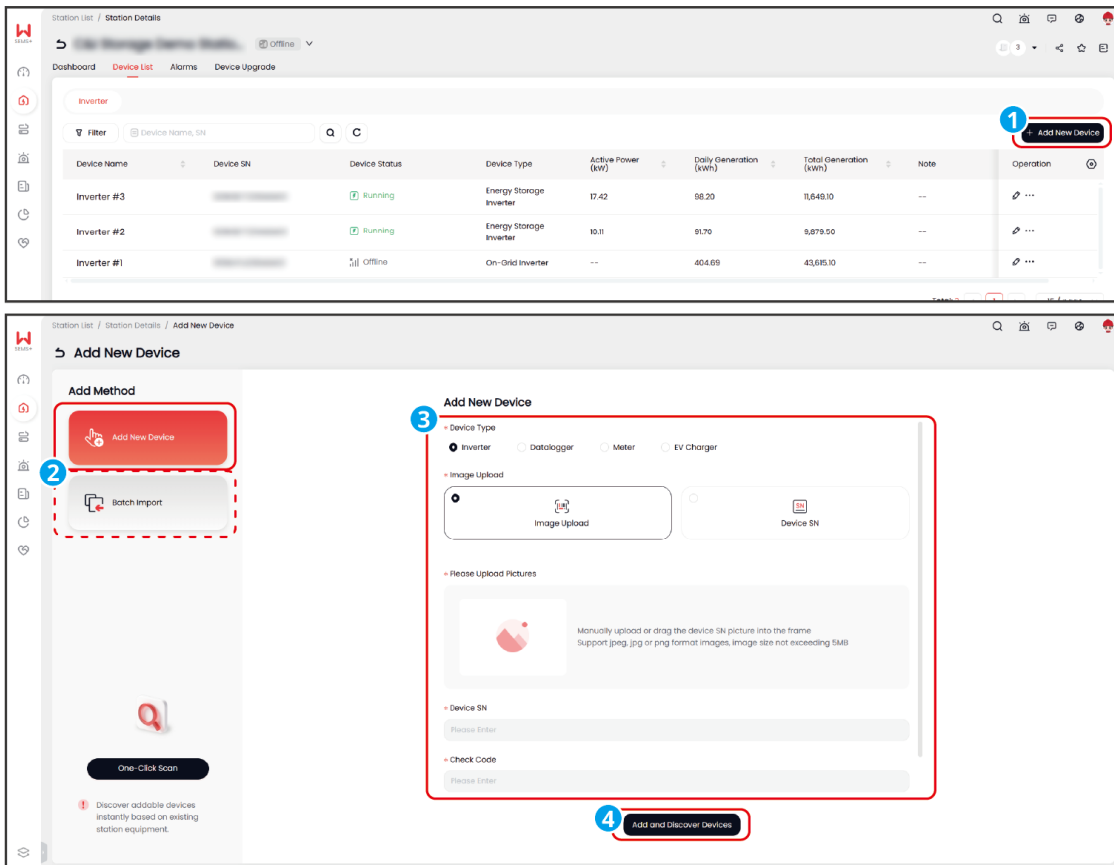 Station List / Station Details
SEMS+
Offline
3
Dashboard Device List Alarms Device Upgrade
Inverter
1
Filter Device Name, SN + Add New Device
Device Name Device SN Device Status Device Type Active Power (kW) Daily Generation (kWh) Total Generation (kWh) Note Operation
Inverter #3 Running Energy Storage Inverter 17.42 98.20 11,649.10 -- ...
Inverter #2 Running Energy Storage Inverter 10.11 91.70 9,879.50 -- ...
Inverter #1 Offline On-Grid Inverter -- 404.69 43,615.10 -- ...
Station List / Station Details / Add New Device
SEMS+
Add New Device
Add Method
Add New Device
2
Batch Import
One-Click Scan
Discover addable devices
instantly based on existing
station equipment.
Add New Device
3
* Device Type
Inverter Datalogger Meter EV Charger
* Image Upload
Image Upload
SN
Device SN
* Please Upload Pictures
Manually upload or drag the device SN picture into the frame
Support jpeg, jpg or png format images, image size not exceeding 5MB
* Device SN
Please Enter
* Check Code
Please Enter
4
Add and Discover Devices